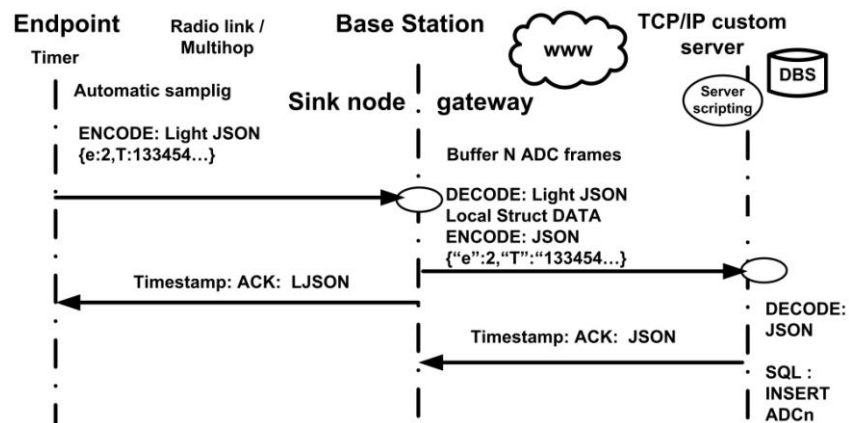 Endpoint
Radio link /
Multihop
Base Station
www
TCP/IP custom
server
Timer
DBS
Automatic samplig
Server
scripting
Sink node
gateway
ENCODE: Light JSON
{e:2,T:133454...}
Buffer N ADC frames
DECODE: Light JSON
Local Struct DATA
ENCODE: JSON
{“e”:2,“T”:“133454...}
Timestamp: ACK: LJSON
DECODE:
JSON
Timestamp: ACK: JSON
SQL :
INSERT
ADCn